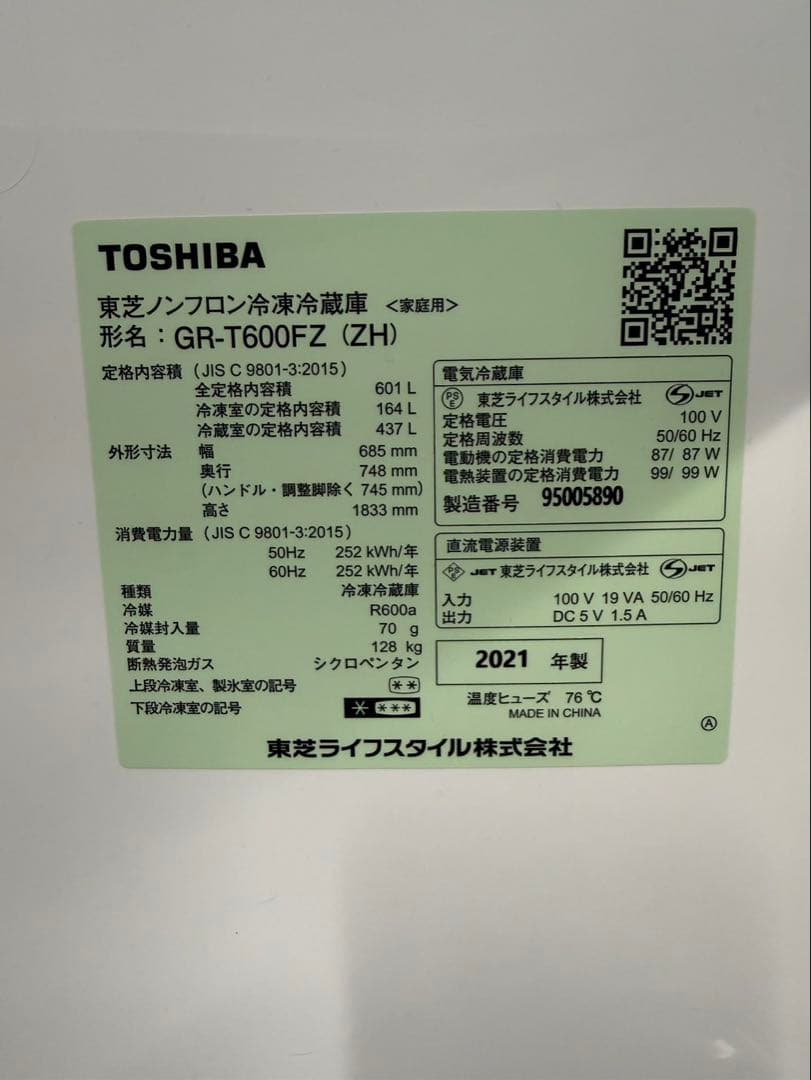 TOSHIBA
東芝ノンフロン冷凍冷蔵庫 <家庭用>
形名：GR-T600FZ (ZH)
定格内容積 (JIS C 9801-3:2015)
全定格内容積 601 L
冷凍室の定格内容積 164 L
冷蔵室の定格内容積 437 L
外形寸法 幅 685 mm
奥行 748 mm
(ハンドル・調整脚除く 745 mm)
高さ 1833 mm
消費電力量 (JIS C 9801-3:2015)
50Hz 252 kWh/年
60Hz 252 kWh/年
種類 冷凍冷蔵庫
冷媒 R600a
冷媒封入量 70 g
質量 128 kg
断熱発泡ガス シクロペンタン
上段冷凍室、製氷室の記号 **
下段冷凍室の記号 * ***
電気冷蔵庫
PSE 東芝ライフスタイル株式会社 S JET
定格電圧 100 V
定格周波数 50/60 Hz
電動機の定格消費電力 87/ 87 W
電熱装置の定格消費電力 99/ 99 W
製造番号 95005890
直流電源装置
PSE JET 東芝ライフスタイル株式会社 S JET
入力 100 V 19 VA 50/60 Hz
出力 DC 5 V 1.5 A
2021 年製
温度ヒューズ 76 ℃
MADE IN CHINA
Ⓐ
東芝ライフスタイル株式会社